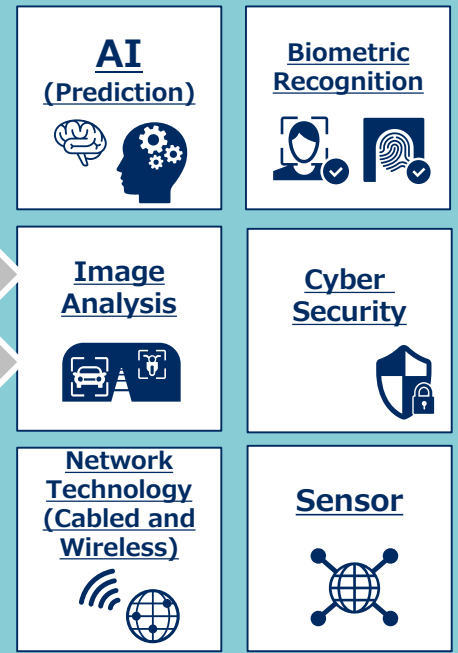 AI
(Prediction)
Biometric
Recognition
Image
Analysis
Cyber
Security
Network
Technology
(Cabled and
Wireless)
Sensor